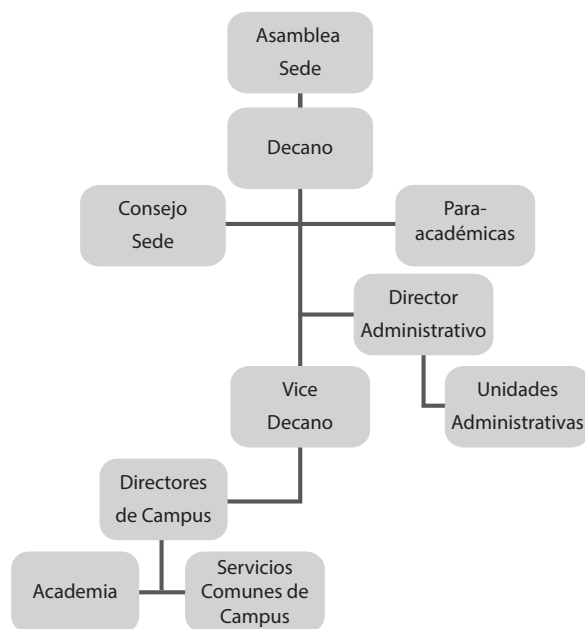 Asamblea
Sede
Decano
Consejo
Sede
Para-
académicas
Director
Administrativo
Vice
Decano
Unidades
Administrativas
Directores
de Campus
Academia
Servicios
Comunes de
Campus